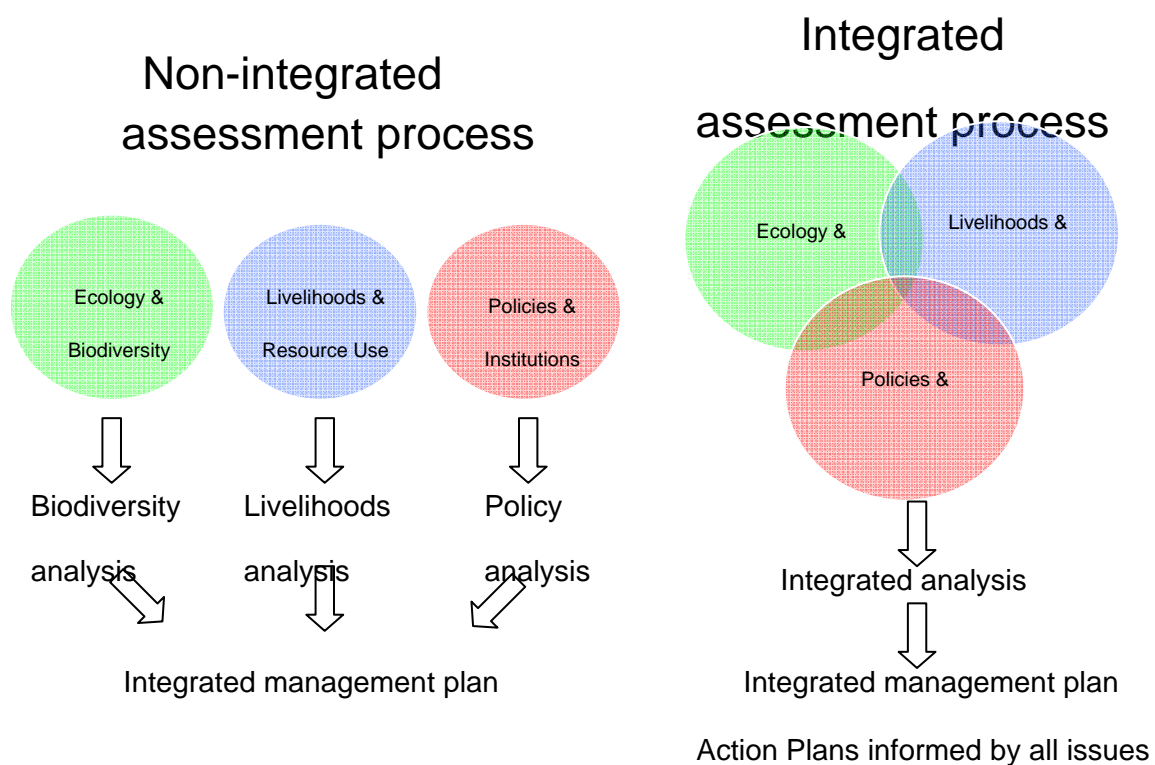 Non-integrated
assessment process
Ecology &
Biodiversity
Livelihoods &
Resource Use
Policies &
Institutions
Biodiversity
analysis
Livelihoods
analysis
Policy
analysis
Integrated management plan
Integrated
assessment process
Ecology &
Livelihoods &
Policies &
Integrated analysis
Integrated management plan
Action Plans informed by all issues